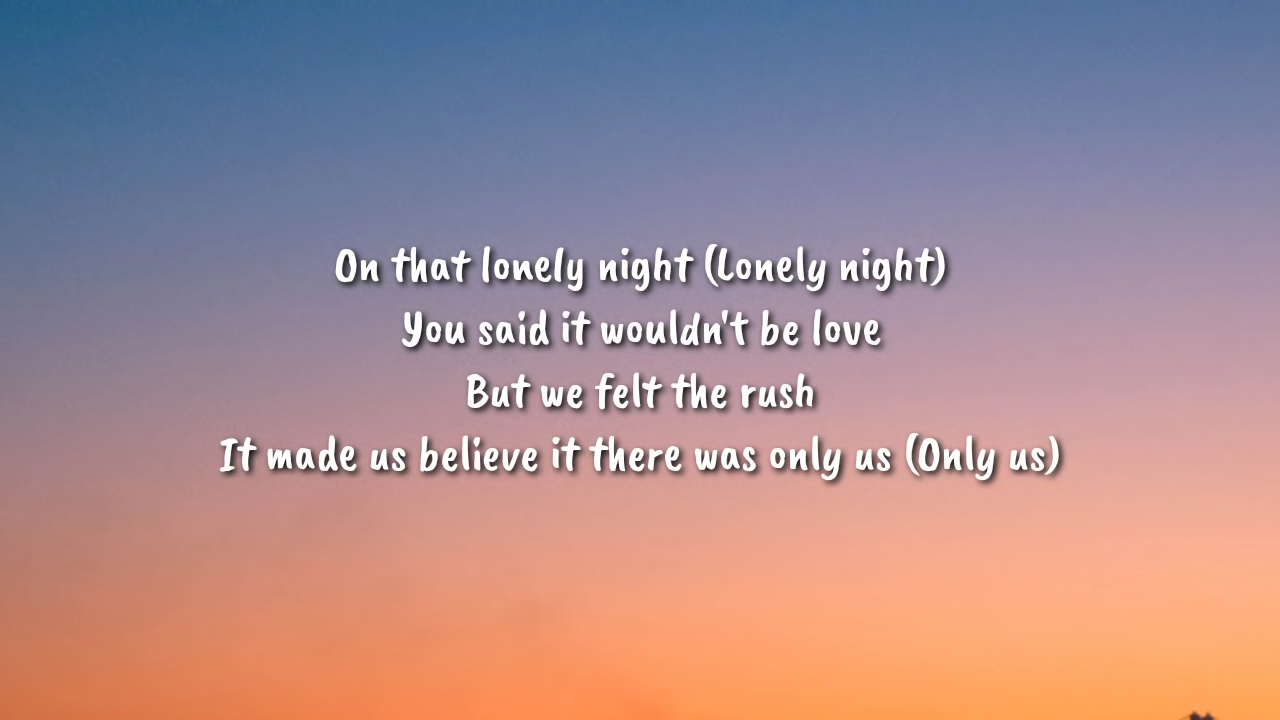 On that lonely night (Lonely night)
You said it wouldn't be love
But we felt the rush
It made us believe it there was only us (Only us)